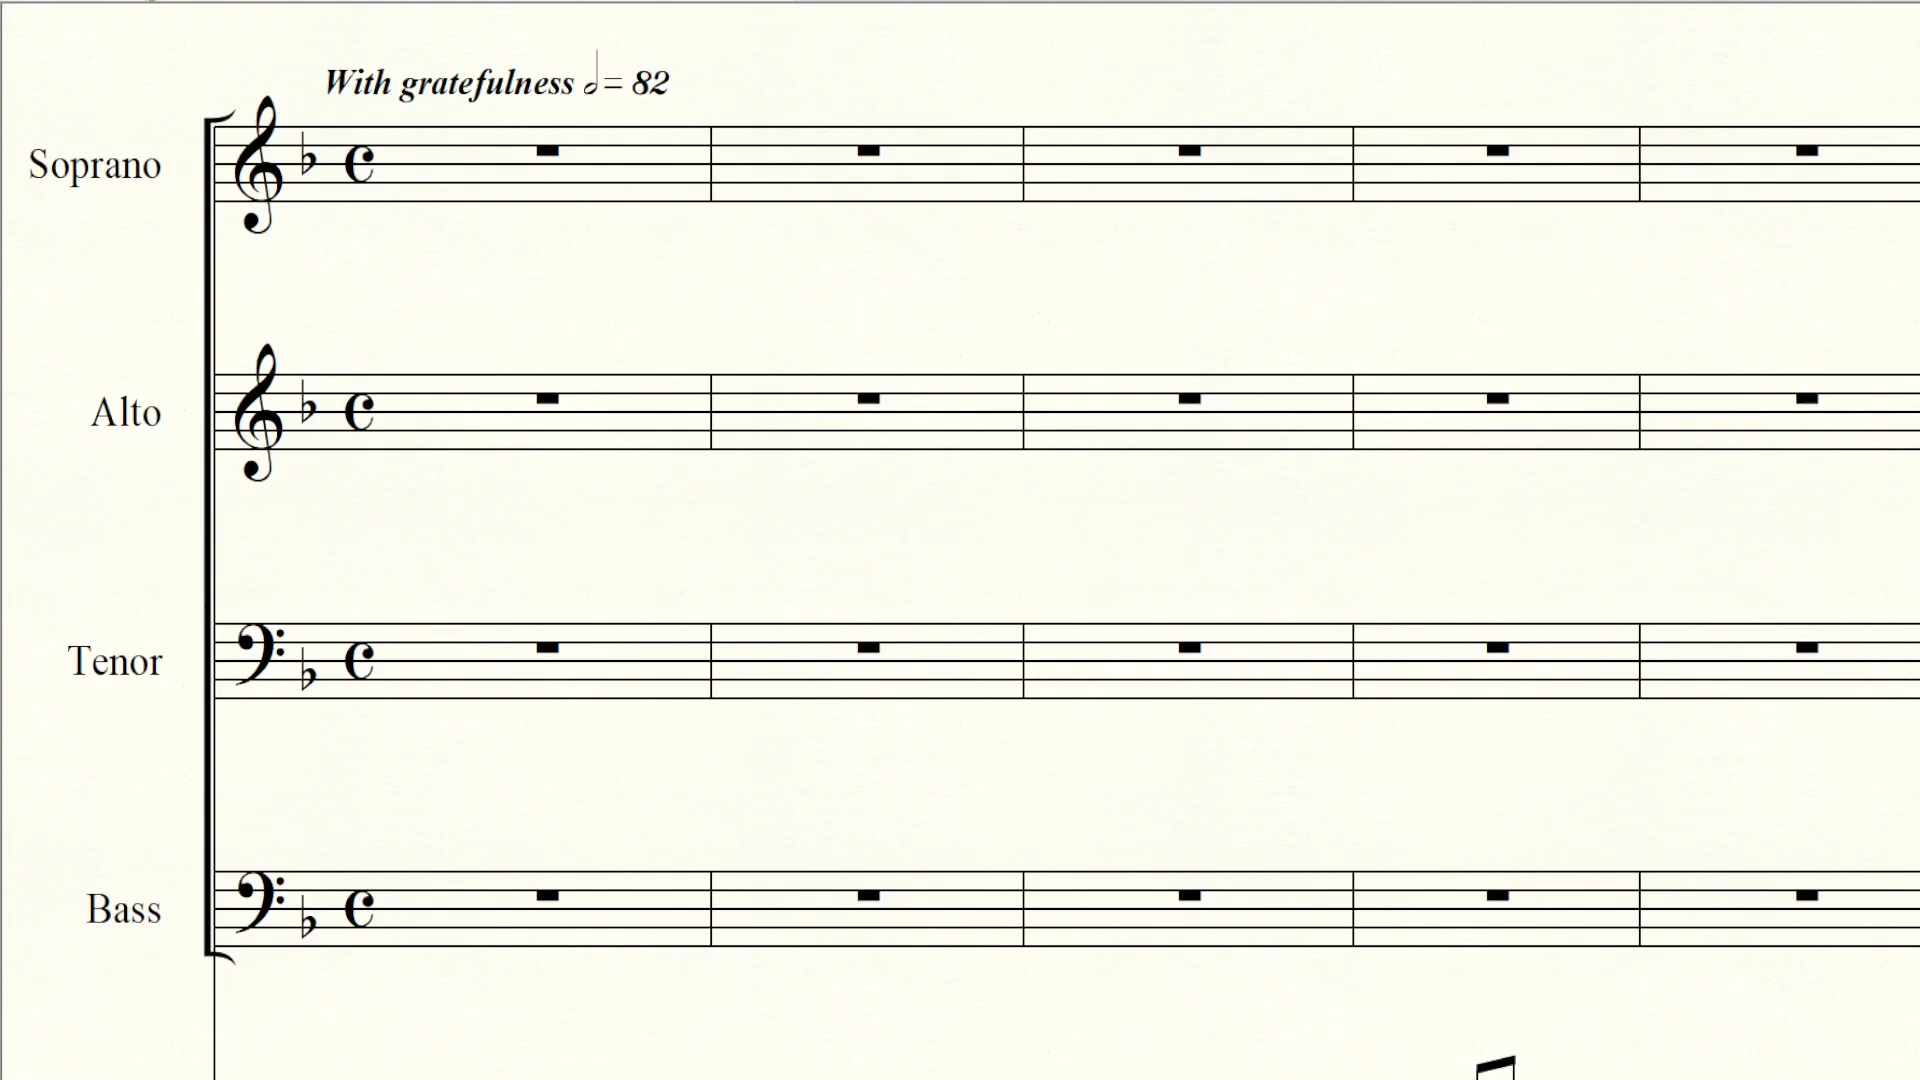 With gratefulness 𝅗𝅥 = 82
Soprano
Alto
Tenor
Bass